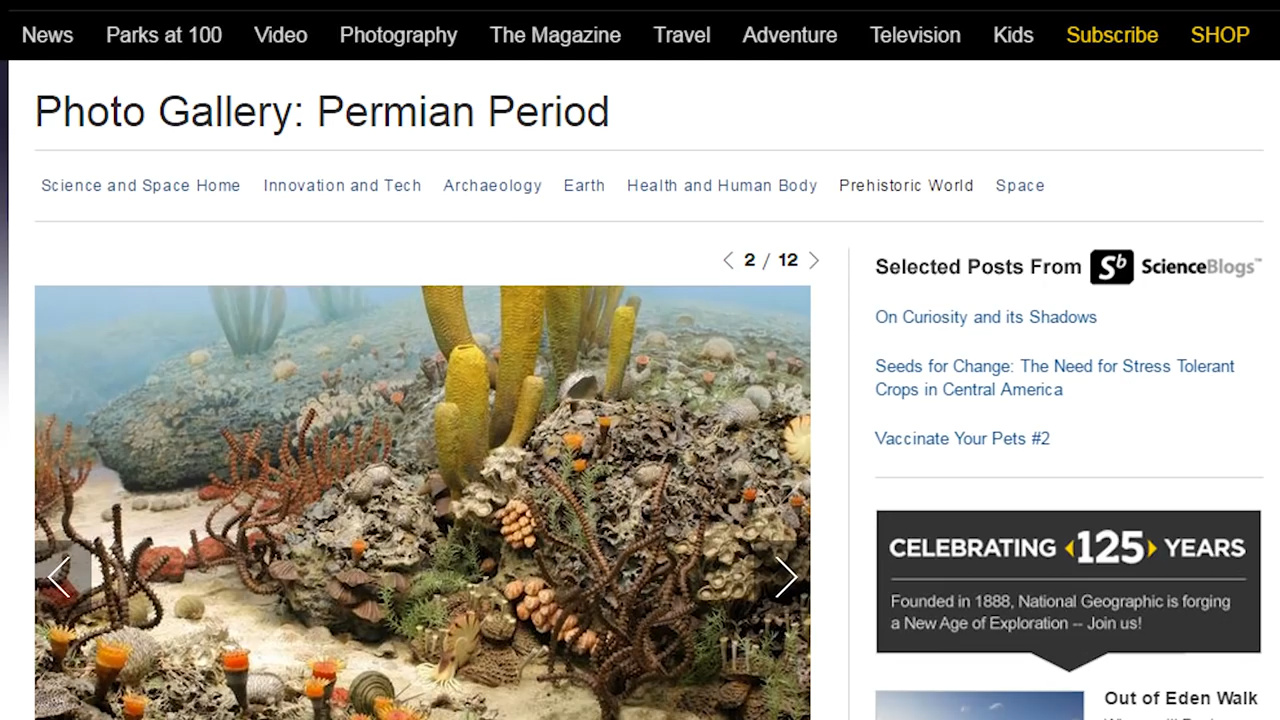 News Parks at 100 Video Photography The Magazine Travel Adventure Television Kids Subscribe SHOP
Photo Gallery: Permian Period
Science and Space Home Innovation and Tech Archaeology Earth Health and Human Body Prehistoric World Space
2 / 12
Selected Posts From Sb ScienceBlogs™
On Curiosity and its Shadows
Seeds for Change: The Need for Stress Tolerant
Crops in Central America
Vaccinate Your Pets #2
CELEBRATING 125 YEARS
Founded in 1888, National Geographic is forging
a New Age of Exploration -- Join us!
Out of Eden Walk